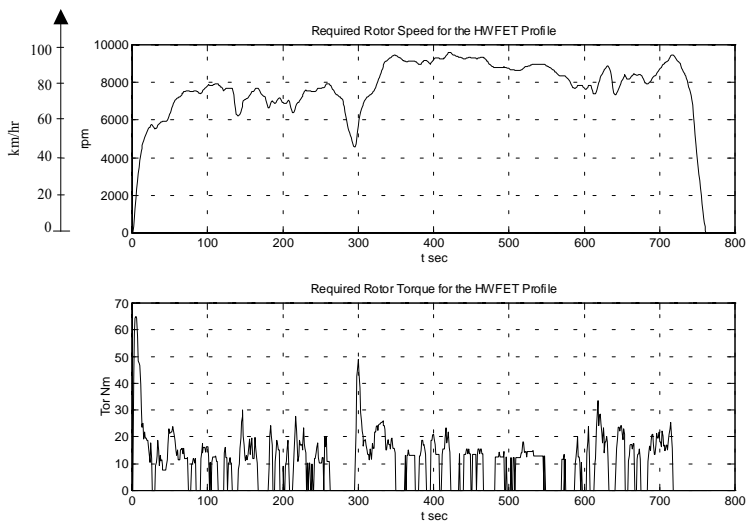 Required Rotor Speed for the HWFET Profile
km/hr
100
80
60
40
20
0
rpm
10000
8000
6000
4000
2000
0
0 100 200 300 400 500 600 700 800
t sec
Required Rotor Torque for the HWFET Profile
Tor Nm
70
60
50
40
30
20
10
0
0 100 200 300 400 500 600 700 800
t sec